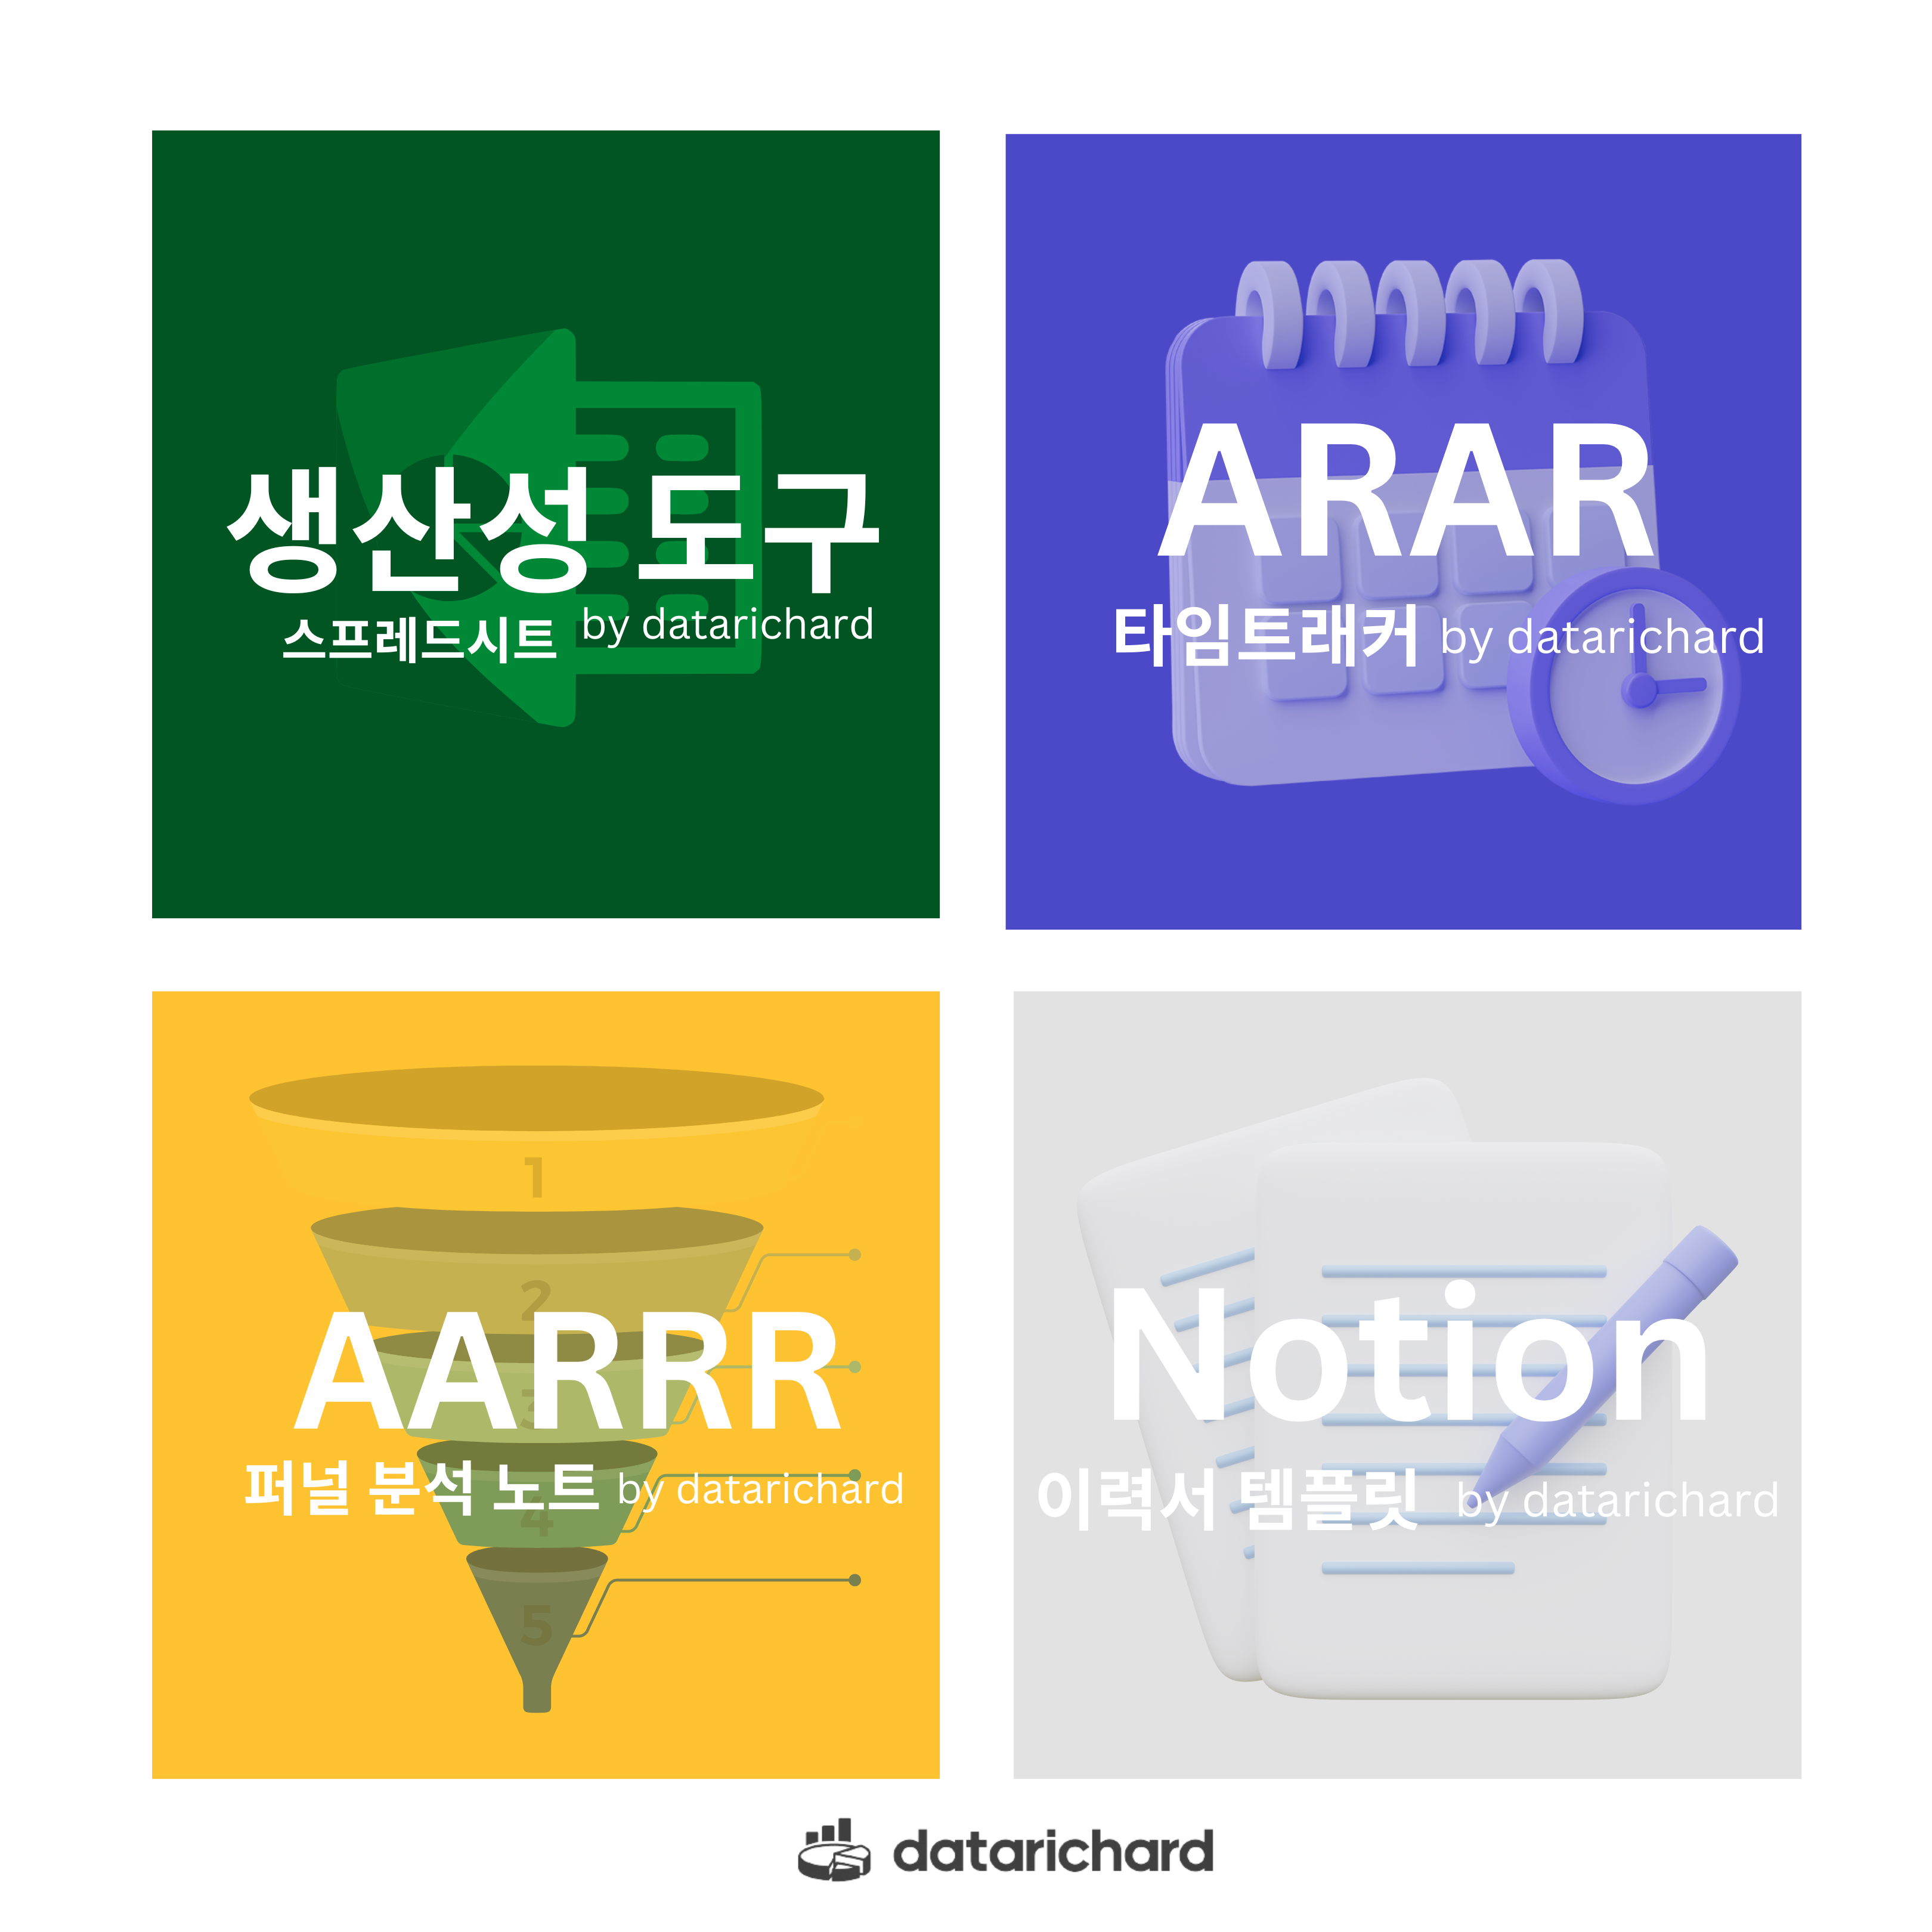 생산성 도구
스프레드시트 by datarichard
ARAR
타임트래커 by datarichard
1
2
3
AARRR
퍼널 분석 노트 by datarichard
4
5
Notion
이력서 템플릿 by datarichard
datarichard